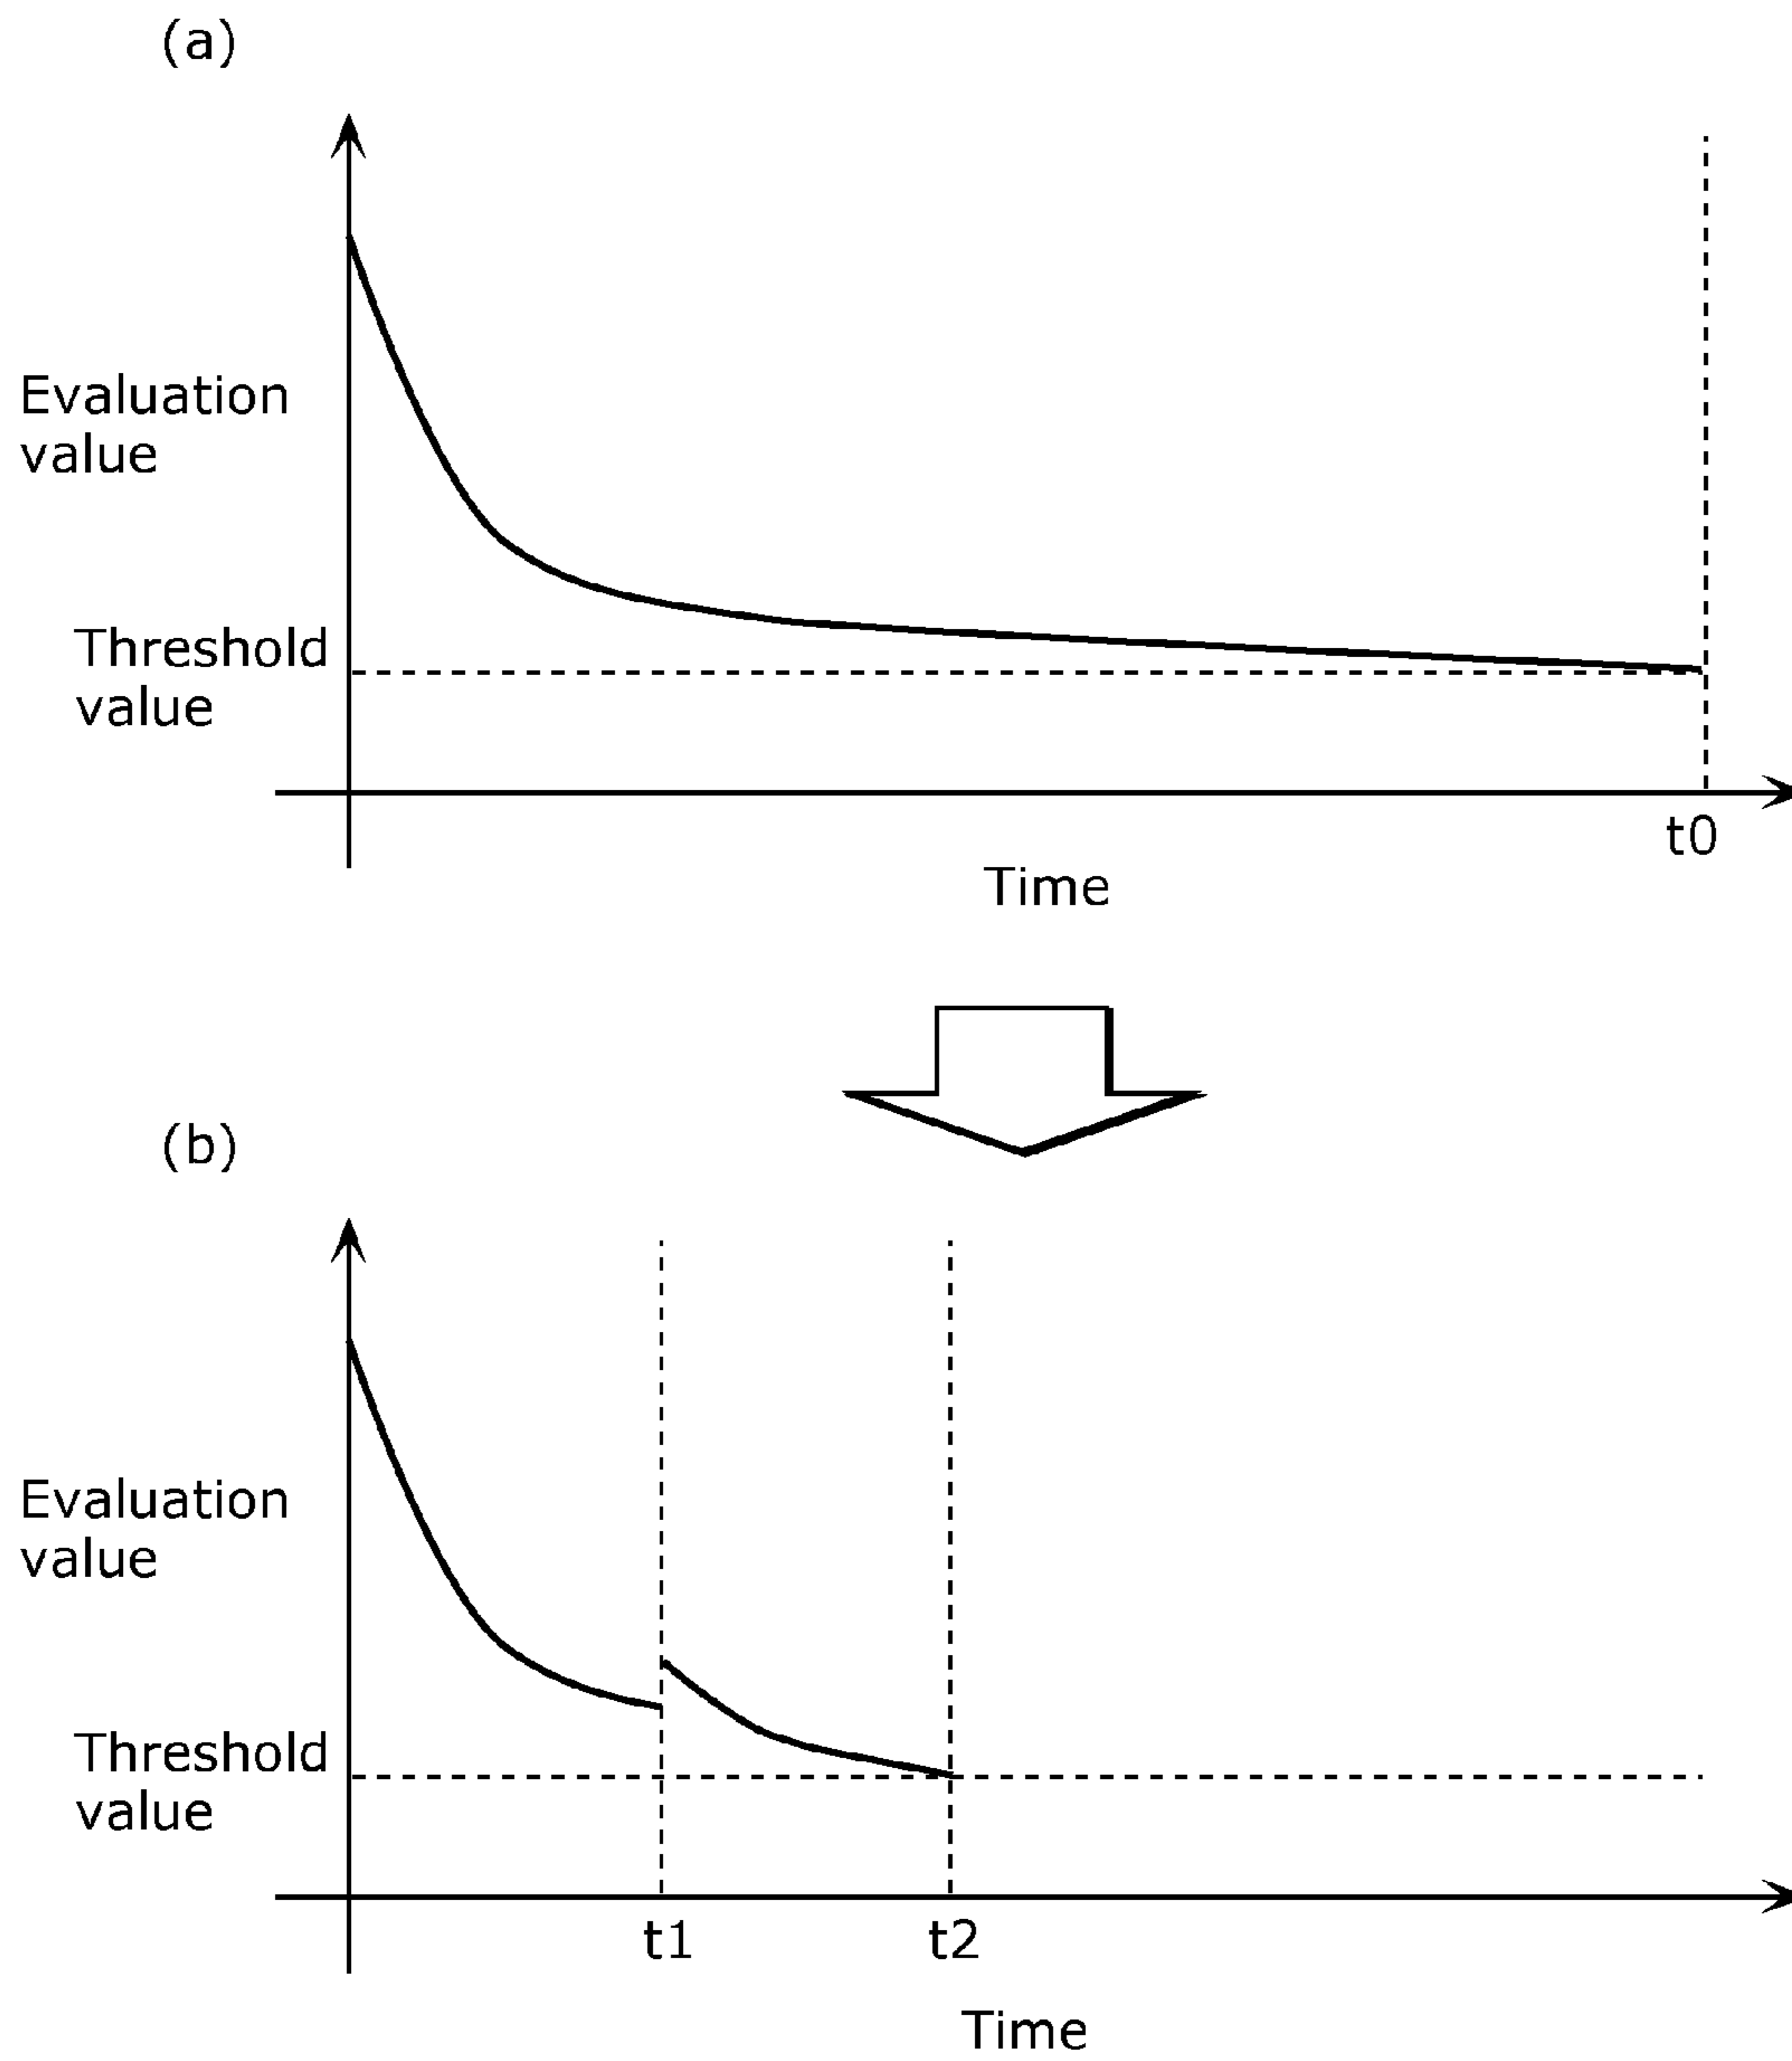 (a)
Evaluation
value
Threshold
value
t0
Time
(b)
Evaluation
value
Threshold
value
t1
t2
Time